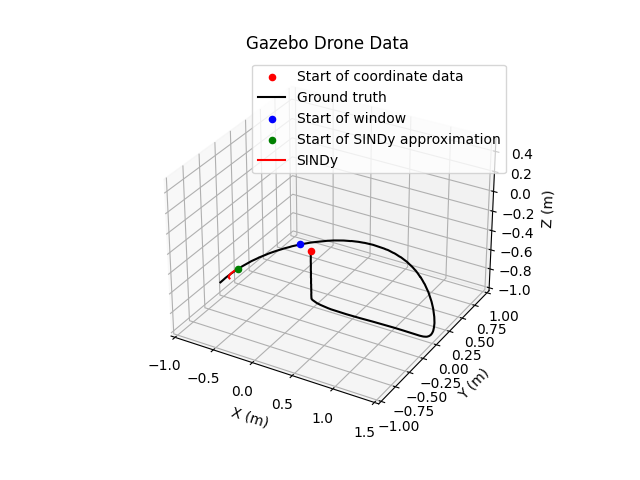 Gazebo Drone Data
Start of coordinate data
Ground truth
Start of window
Start of SINDy approximation
SINDy
0.4
0.2
0.0
−0.2
−0.4
−0.6
−0.8
−1.0
Z (m)
1.00
0.75
0.50
0.25
0.00
−0.25
−0.50
−0.75
−1.00
Y (m)
−1.0
−0.5
0.0
0.5
1.0
1.5
X (m)